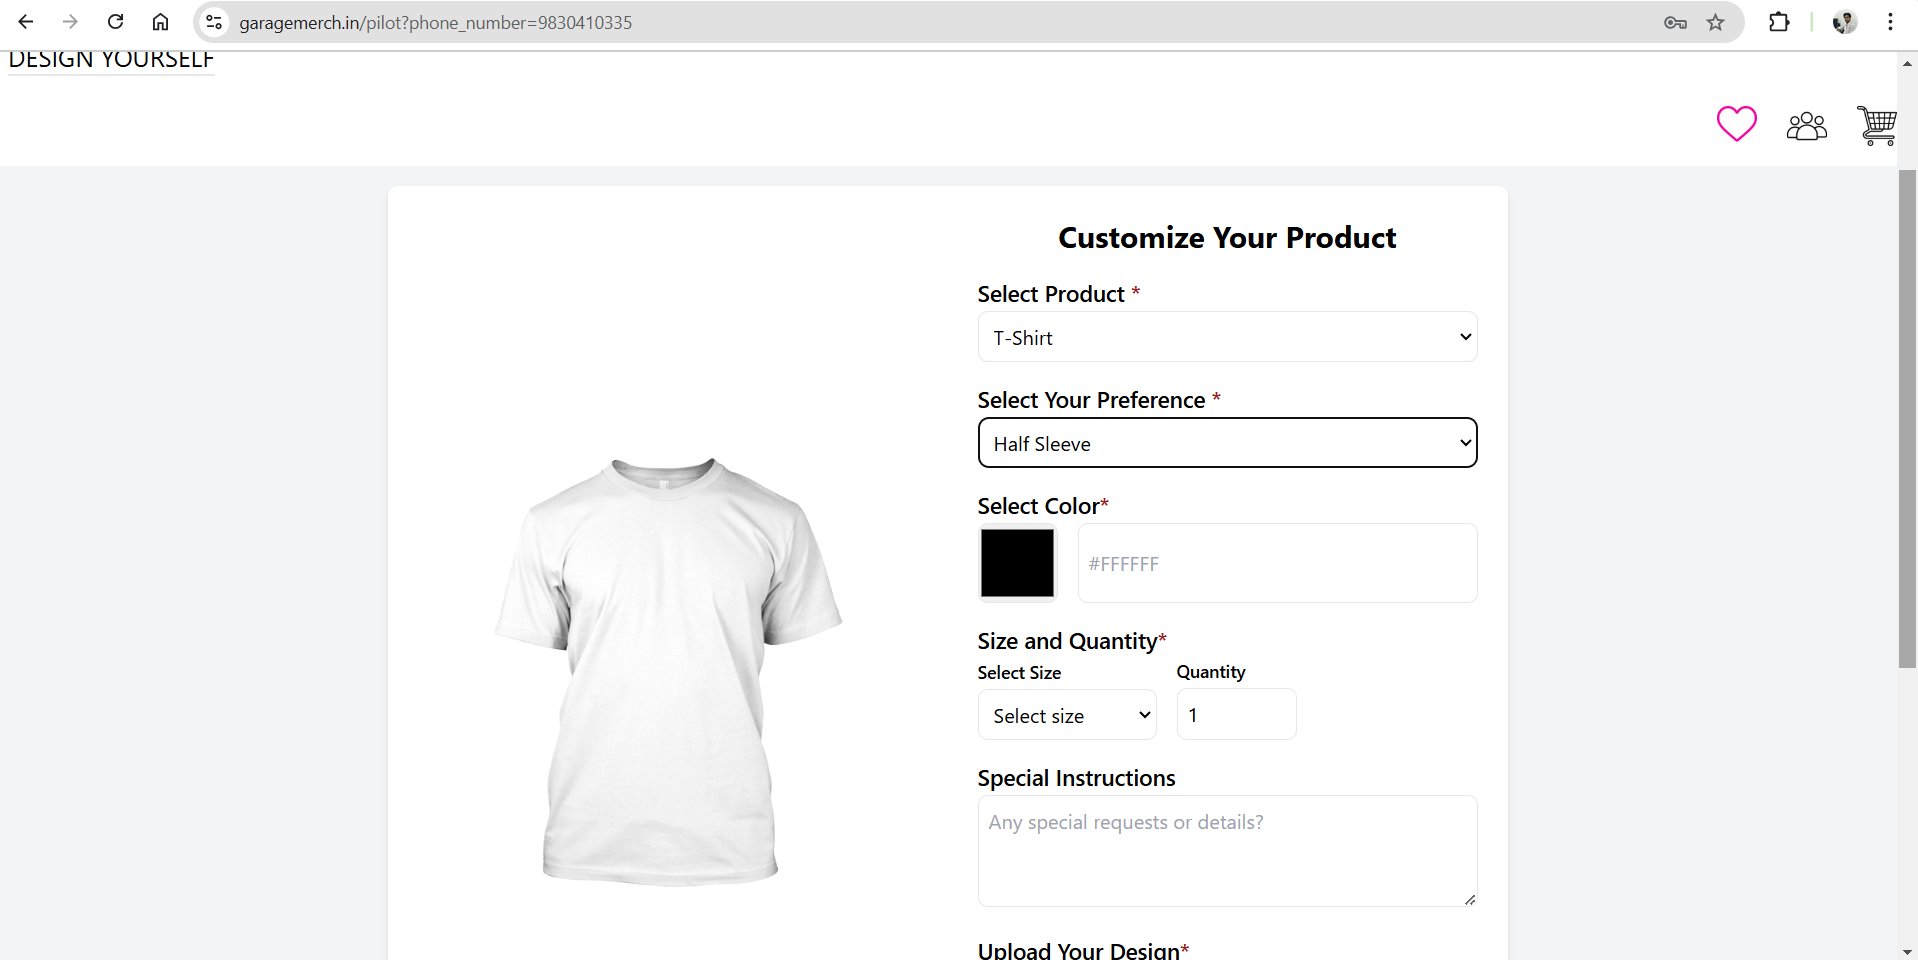 garagemerch.in/pilot?phone_number=9830410335
DESIGN YOURSELF
Customize Your Product
Select Product *
T-Shirt
Select Your Preference *
Half Sleeve
Select Color*
#FFFFFF
Size and Quantity*
Select Size Quantity
Select size 1
Special Instructions
Any special requests or details?
Upload Your Design*